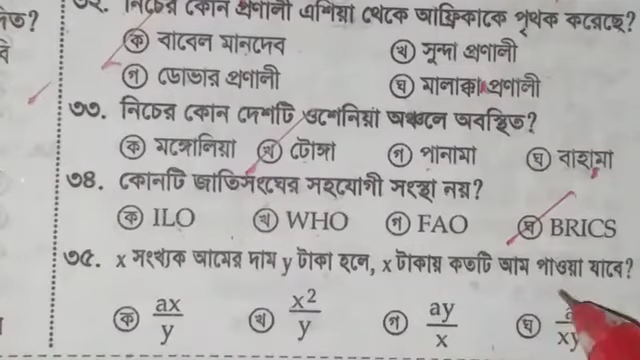 ৩২. নিচের কোন প্রণালী এশিয়া থেকে আফ্রিকাকে পৃথক করেছে?
ক বাবেল মানদেব খ সুন্দা প্রণালী
গ ডোভার প্রণালী ঘ মালাক্কা প্রণালী
৩৩. নিচের কোন দেশটি ওশেনিয়া অঞ্চলে অবস্থিত?
ক মঙ্গোলিয়া খ টোঙ্গা গ পানামা ঘ বাহামা
৩৪. কোনটি জাতিসংঘের সহযোগী সংস্থা নয়?
ক ILO খ WHO গ FAO ঘ BRICS
৩৫. x সংখ্যক আমের দাম y টাকা হলে, x টাকায় কতটি আম পাওয়া যাবে?
ক ax/y খ x²/y গ ay/x ঘ